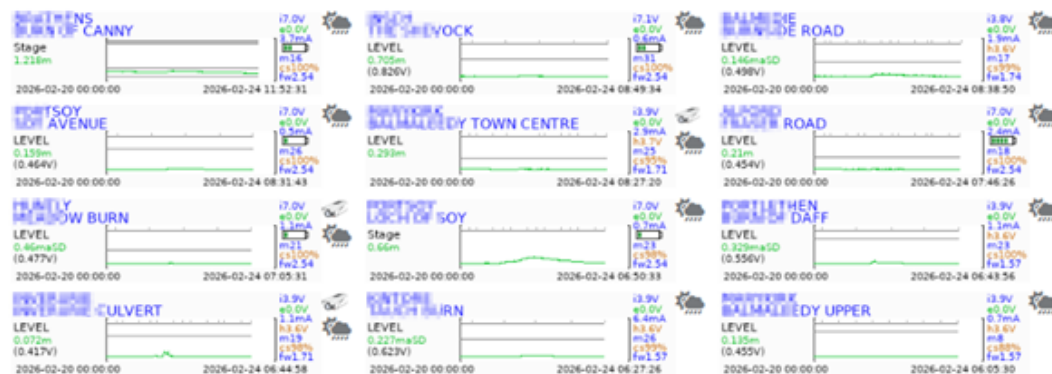 i7.0V
CANNY
e0.0V
3.7mA
Stage
1.218m
m16
cs100%
fw2.54
2026-02-20 00:00:00 2026-02-24 11:52:31
i7.1V
e0.0V
0.6mA
LEVEL
0.705m
(0.826V)
m31
cs100%
fw2.54
2026-02-20 00:00:00 2026-02-24 08:49:34
i3.8V
ROAD
e0.0V
1.9mA
LEVEL
h3.6V
0.146maSD
m17
(0.498V)
cs99%
fw1.74
2026-02-20 00:00:00 2026-02-24 08:38:50
i7.0V
AVENUE
e0.0V
0.5mA
LEVEL
0.159m
m26
(0.464V)
cs100%
fw2.54
2026-02-20 00:00:00 2026-02-24 08:31:43
i3.9V
TOWN CENTRE
e0.0V
2.9mA
LEVEL
h3.7V
0.293m
m25
cs95%
fw1.71
2026-02-20 00:00:00 2026-02-24 08:27:20
i7.0V
ROAD
e0.0V
2.4mA
LEVEL
0.21m
m18
(0.454V)
cs100%
fw2.54
2026-02-20 00:00:00 2026-02-24 07:46:26
i7.0V
BURN
e0.0V
1.1mA
LEVEL
0.46maSD
m21
(0.477V)
cs100%
fw2.54
2026-02-20 00:00:00 2026-02-24 07:05:31
i7.0V
OF SOY
e0.0V
0.7mA
Stage
0.66m
m23
cs98%
fw2.54
2026-02-20 00:00:00 2026-02-24 06:50:33
i3.9V
OF DAFF
e0.0V
1.1mA
LEVEL
h3.6V
0.329maSD
m23
(0.556V)
cs100%
fw1.57
2026-02-20 00:00:00 2026-02-24 06:43:56
i3.9V
CULVERT
e0.0V
1.1mA
LEVEL
h3.6V
0.072m
m19
(0.417V)
cs98%
fw1.71
2026-02-20 00:00:00 2026-02-24 06:44:58
i3.9V
BURN
e0.0V
6.4mA
LEVEL
h3.6V
0.227maSD
m26
(0.623V)
cs99%
fw1.57
2026-02-20 00:00:00 2026-02-24 06:27:26
i3.9V
UPPER
e0.0V
0.7mA
LEVEL
h3.6V
0.135m
m8
(0.455V)
cs88%
fw1.57
2026-02-20 00:00:00 2026-02-24 06:05:30